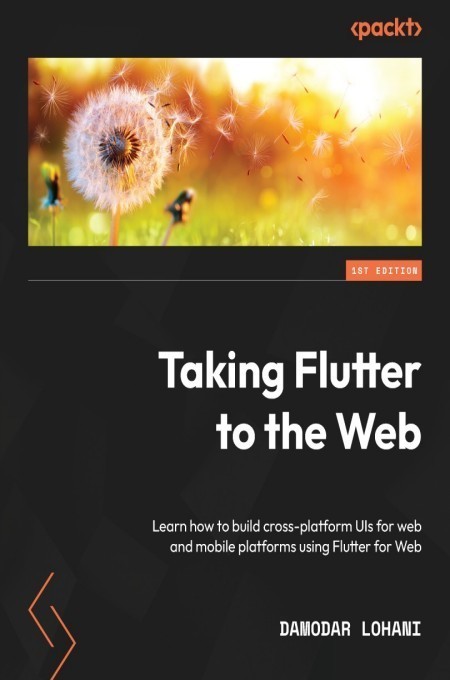 <packt>
1ST EDITION
Taking Flutter
to the Web
Learn how to build cross-platform UIs for web
and mobile platforms using Flutter for Web
DAMODAR LOHANI